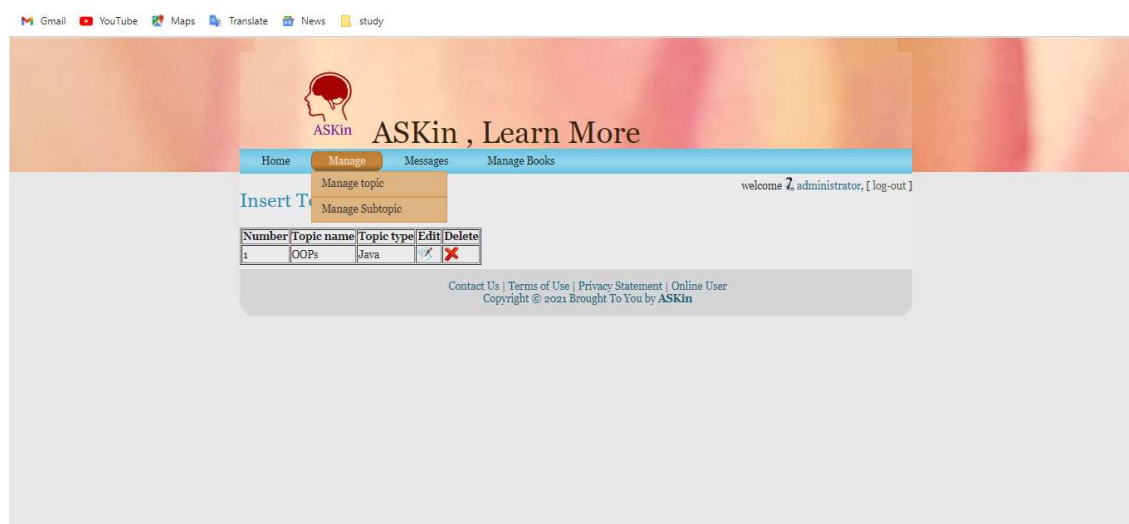 Gmail YouTube Maps Translate News study
ASKin
ASKin , Learn More
Home Manage Messages Manage Books
Manage topic
Manage Subtopic
welcome administrator, [ log-out ]
Insert
Number Topic name Topic type Edit Delete
1 OOPs Java
Contact Us | Terms of Use | Privacy Statement | Online User
Copyright © 2021 Brought To You by ASKin